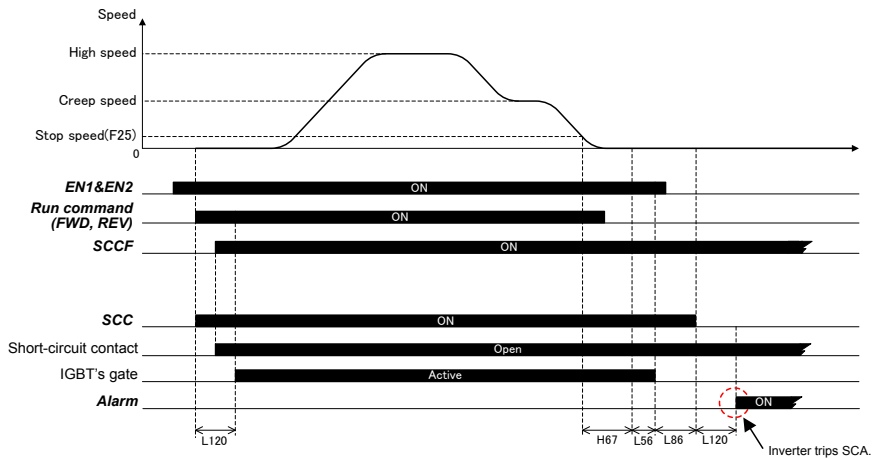 Speed
High speed
Creep speed
Stop speed(F25)
0
EN1&EN2
ON
Run command
(FWD, REV)
ON
SCCF
ON
SCC
ON
Short-circuit contact
Open
IGBT's gate
Active
Alarm
ON
L120
H67
L56
L86
L120
Inverter trips SCA.